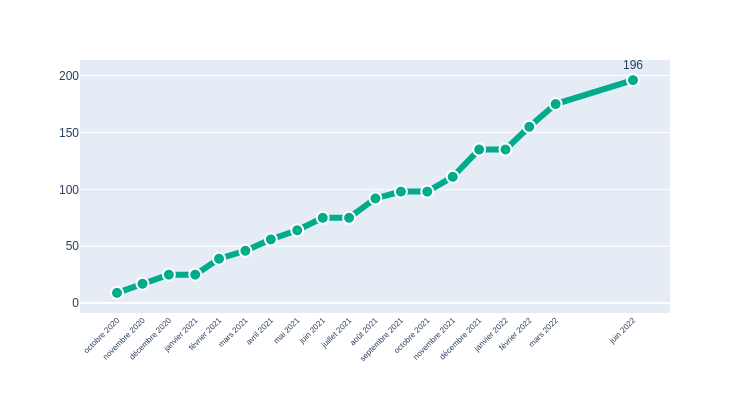 196
200
150
100
50
0
octobre 2020
novembre 2020
décembre 2020
janvier 2021
février 2021
mars 2021
avril 2021
mai 2021
juin 2021
juillet 2021
août 2021
septembre 2021
octobre 2021
novembre 2021
décembre 2021
janvier 2022
février 2022
mars 2022
juin 2022